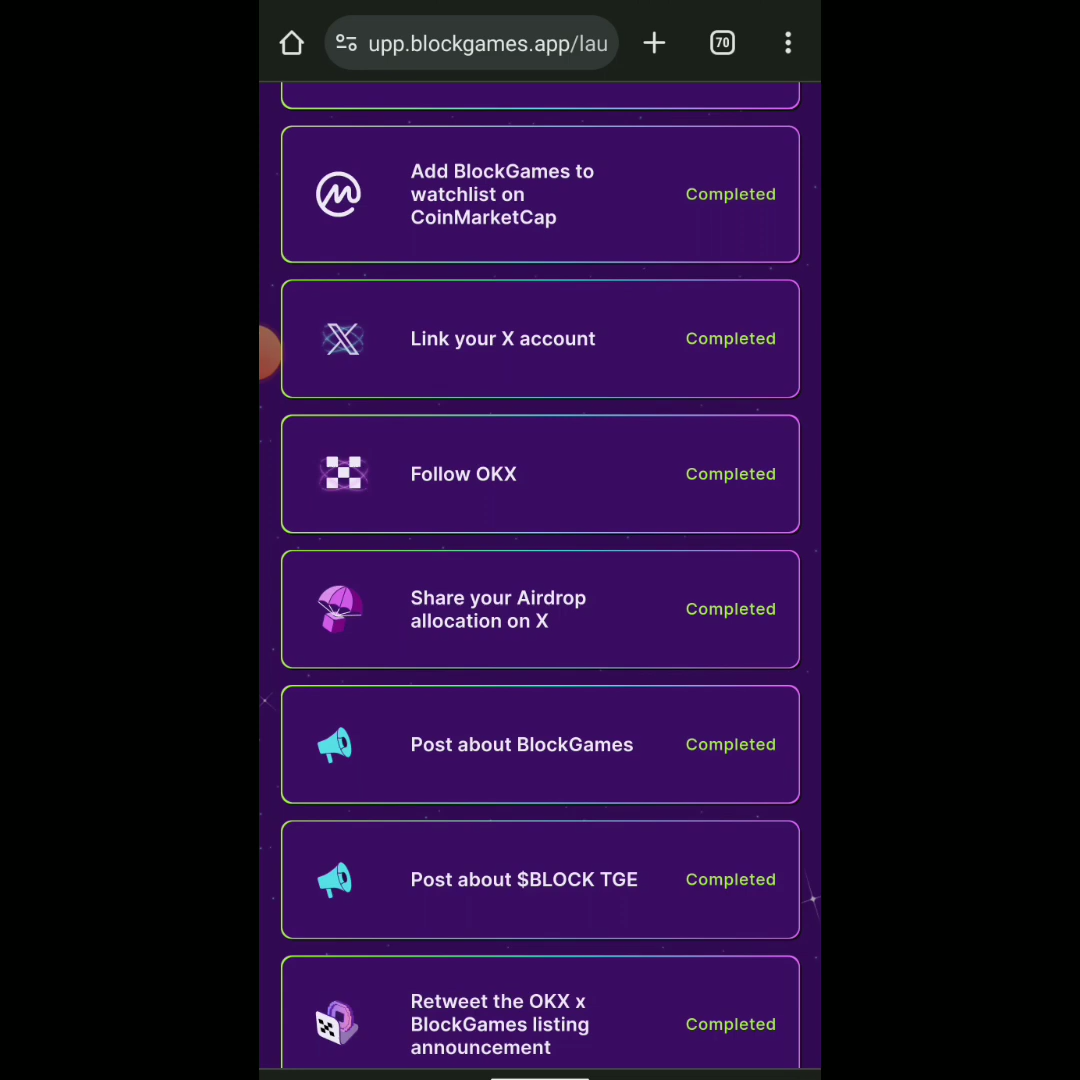 upp.blockgames.app/lau
70
Add BlockGames to
watchlist on
CoinMarketCap
Completed
Link your X account
Completed
Follow OKX
Completed
Share your Airdrop
allocation on X
Completed
Post about BlockGames
Completed
Post about $BLOCK TGE
Completed
Retweet the OKX x
BlockGames listing
announcement
Completed